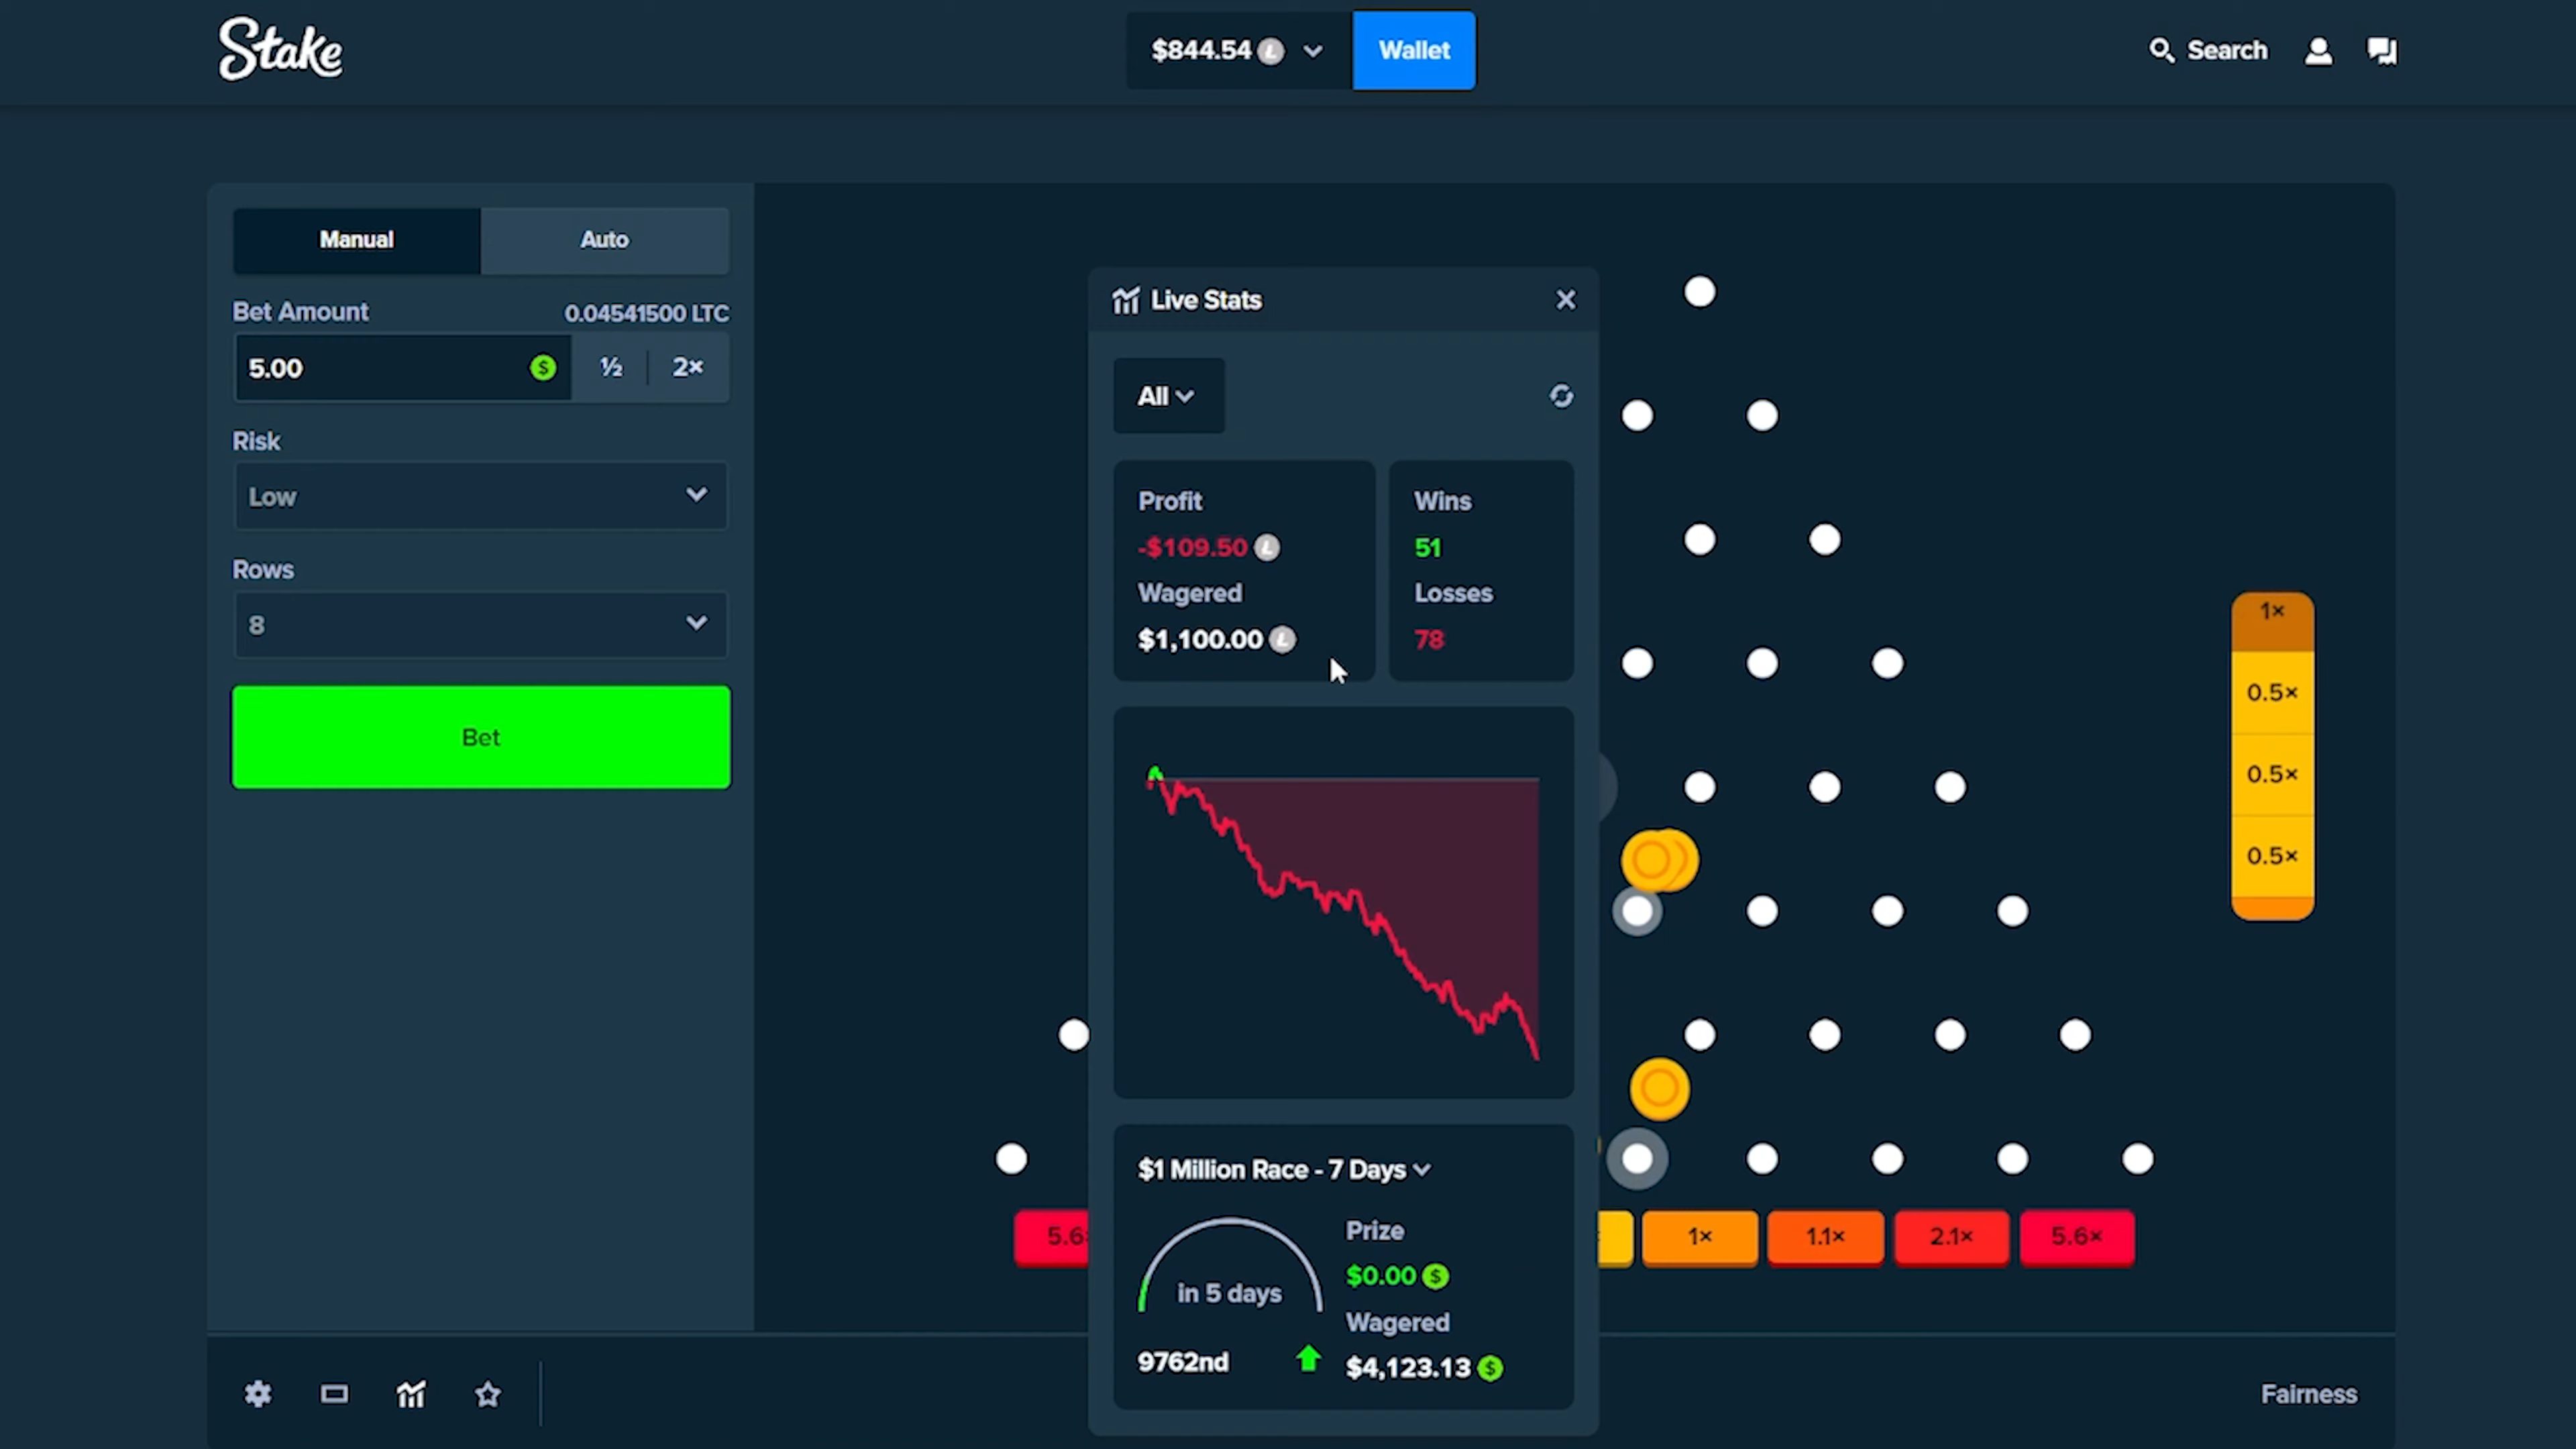 Stake
$844.54
Wallet
Search
Manual
Auto
Bet Amount
0.04541500 LTC
5.00
½
2×
Risk
Low
Rows
8
Bet
Live Stats
All
Profit
-$109.50
Wagered
$1,100.00
Wins
51
Losses
78
$1 Million Race - 7 Days
in 5 days
9762nd
Prize
$0.00
Wagered
$4,123.13
1×
0.5×
0.5×
0.5×
5.6
1×
1.1×
2.1×
5.6×
Fairness